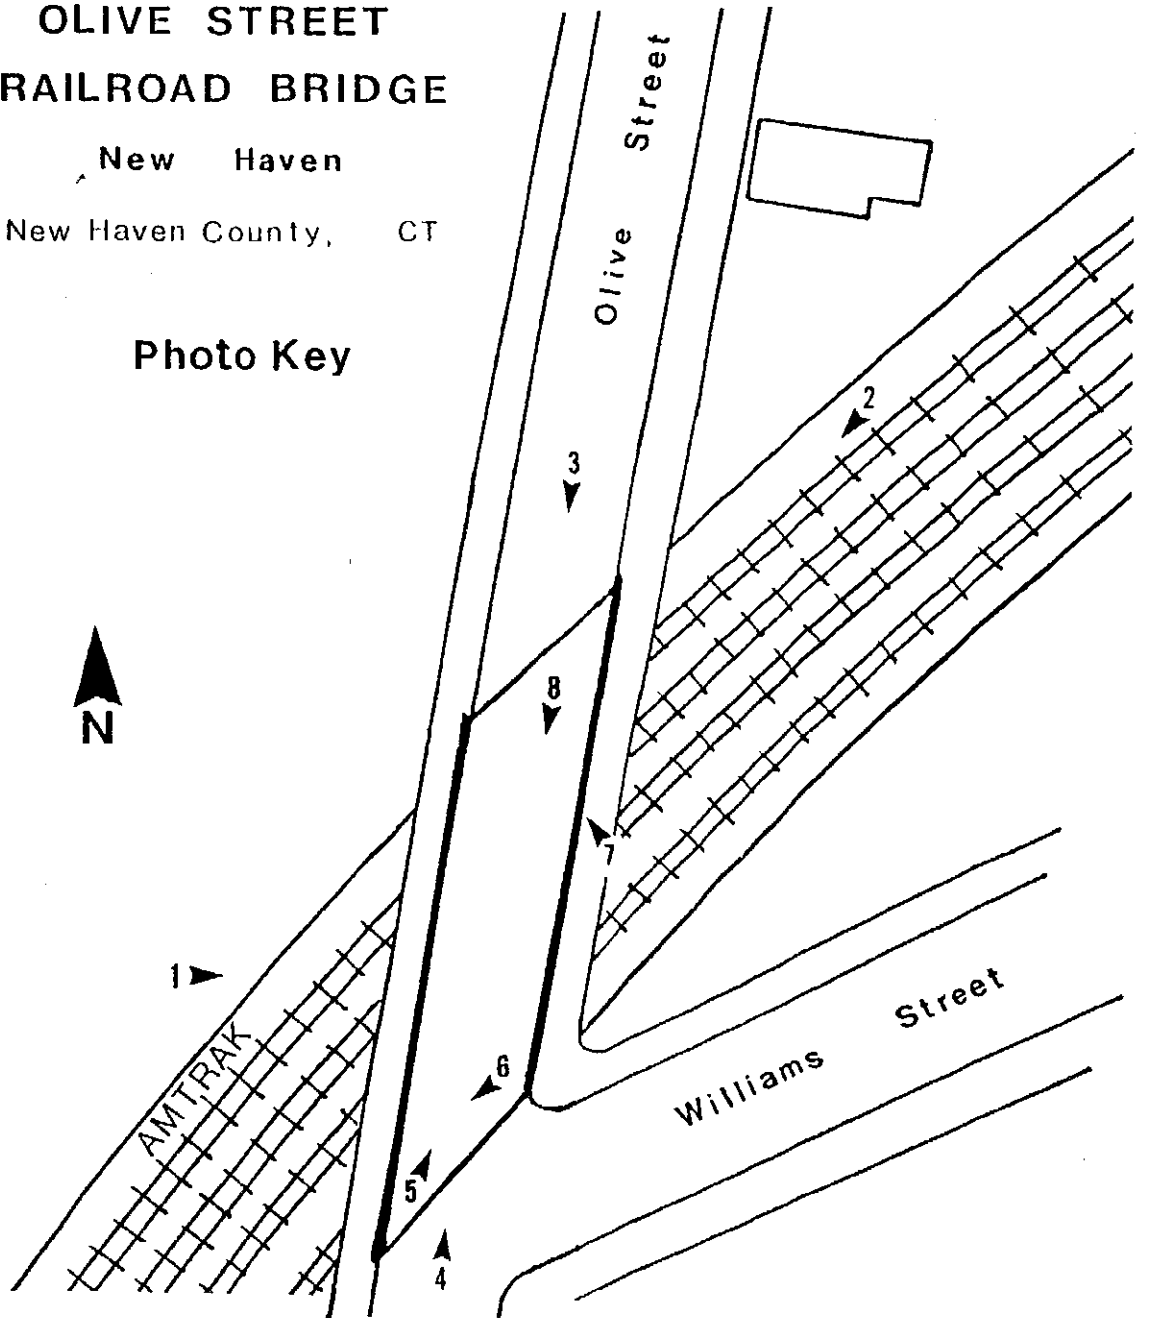 OLIVE STREET
RAILROAD BRIDGE
New Haven
New Haven County, CT
Photo Key
Olive Street
2
3
8
N
7
1
AMTRAK
6
5
4
Williams Street